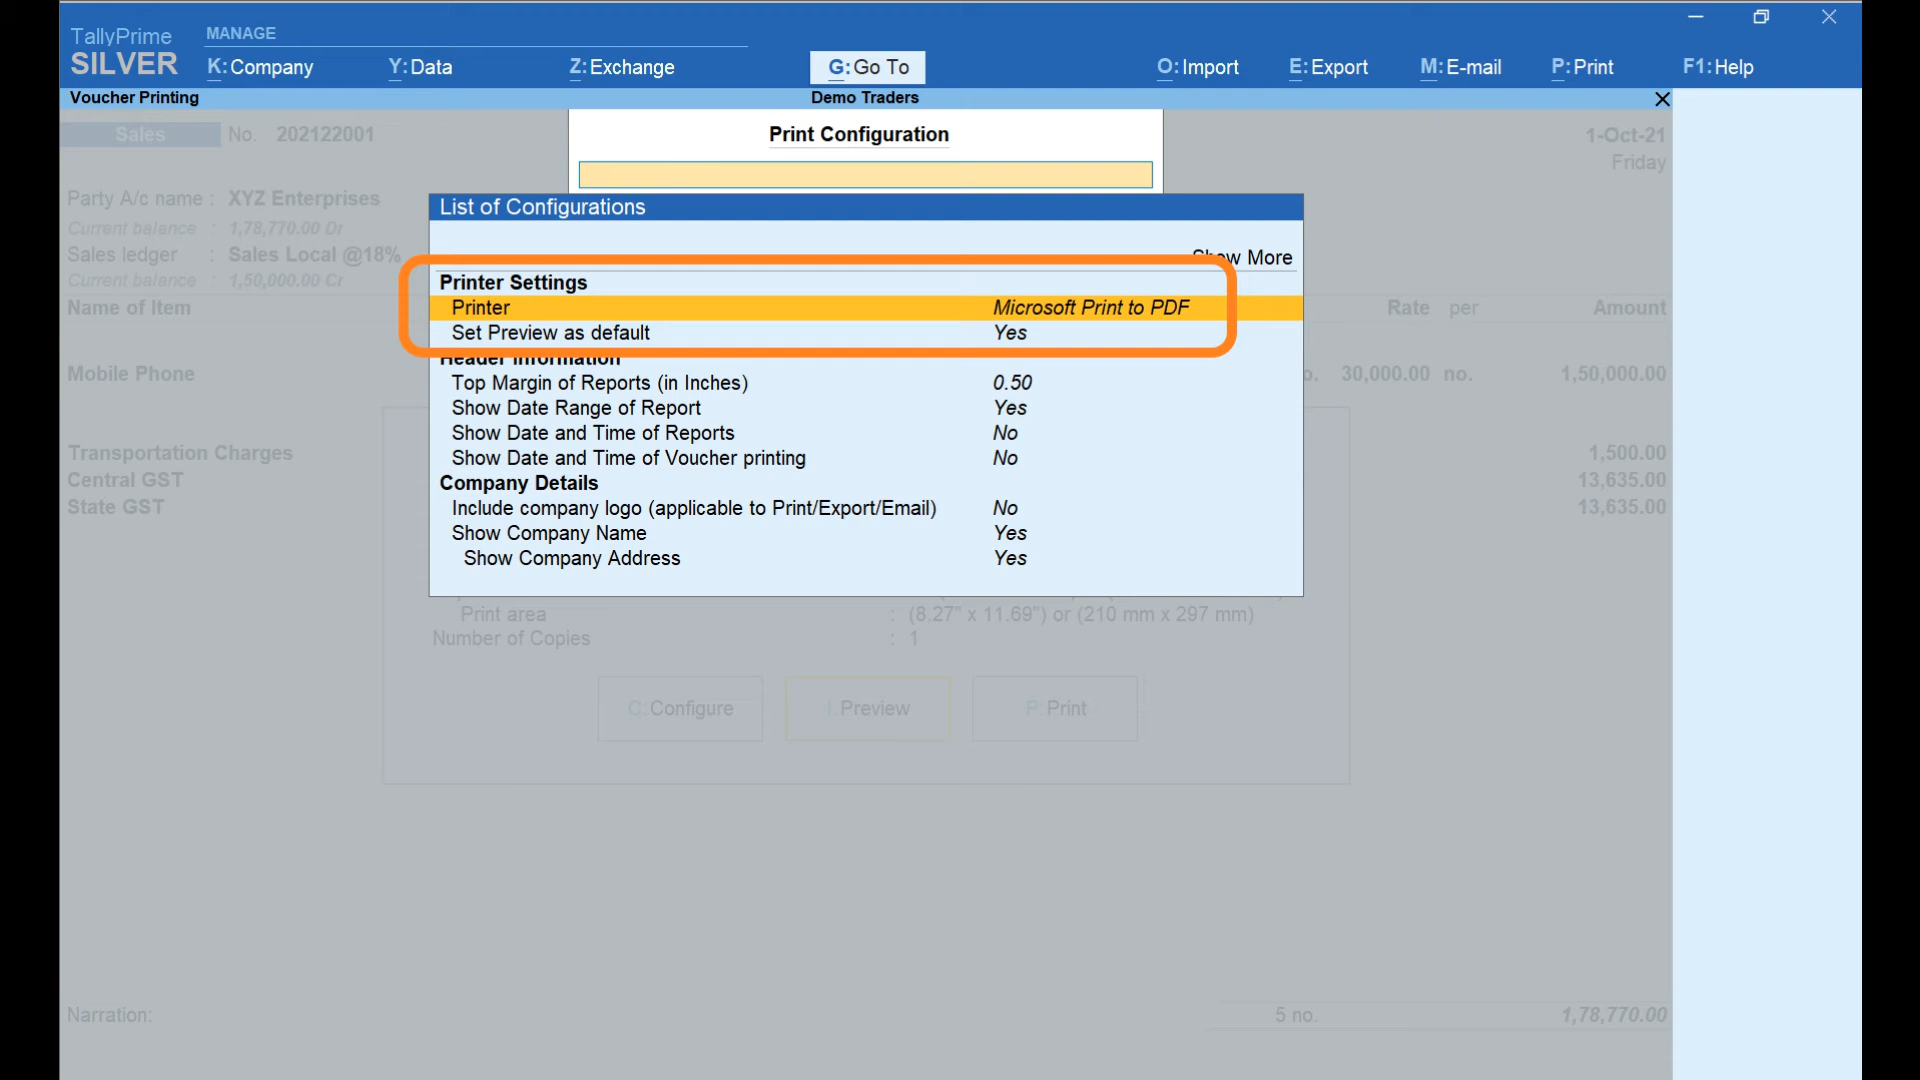 TallyPrime
MANAGE
SILVER
K: Company
Y: Data
Z: Exchange
G: Go To
O: Import
E: Export
M: E-mail
P: Print
F1: Help
Voucher Printing
Demo Traders
Sales No. 202122001
1-Oct-21
Friday
Print Configuration
Party A/c name : XYZ Enterprises
Current balance : 1,78,770.00 Dr
Sales ledger : Sales Local @18%
Current balance : 1,50,000.00 Cr
Name of Item
Rate per Amount
Mobile Phone
30,000.00 no. 1,50,000.00
Transportation Charges 1,500.00
Central GST 13,635.00
State GST 13,635.00
List of Configurations
Show More
Printer Settings
Printer Microsoft Print to PDF
Set Preview as default Yes
Header Information
Top Margin of Reports (in Inches) 0.50
Show Date Range of Report Yes
Show Date and Time of Reports No
Show Date and Time of Voucher printing No
Company Details
Include company logo (applicable to Print/Export/Email) No
Show Company Name Yes
Show Company Address Yes
Print area : (8.27" x 11.69") or (210 mm x 297 mm)
Number of Copies : 1
C: Configure
I: Preview
P: Print
Narration:
5 no. 1,78,770.00